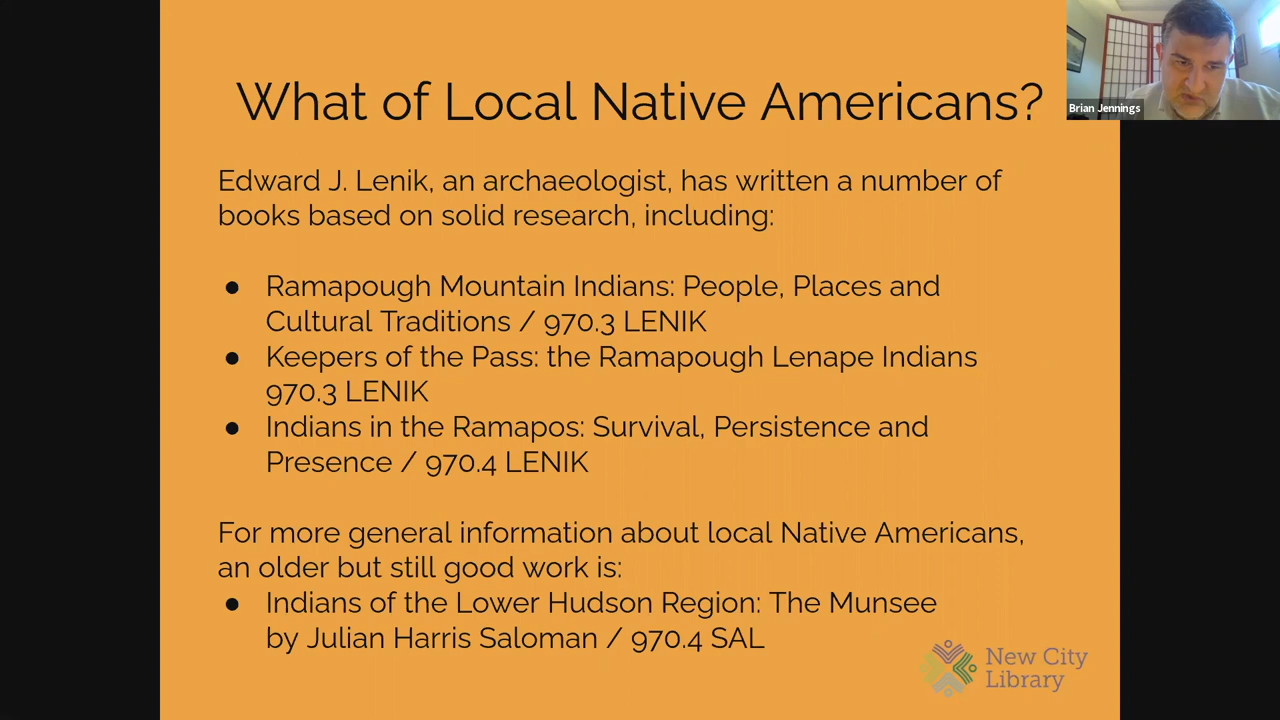 What of Local Native Americans?
Brian Jennings
Edward J. Lenik, an archaeologist, has written a number of
books based on solid research, including:
● Ramapough Mountain Indians: People, Places and
Cultural Traditions / 970.3 LENIK
● Keepers of the Pass: the Ramapough Lenape Indians
970.3 LENIK
● Indians in the Ramapos: Survival, Persistence and
Presence / 970.4 LENIK
For more general information about local Native Americans,
an older but still good work is:
● Indians of the Lower Hudson Region: The Munsee
by Julian Harris Saloman / 970.4 SAL
New City
Library